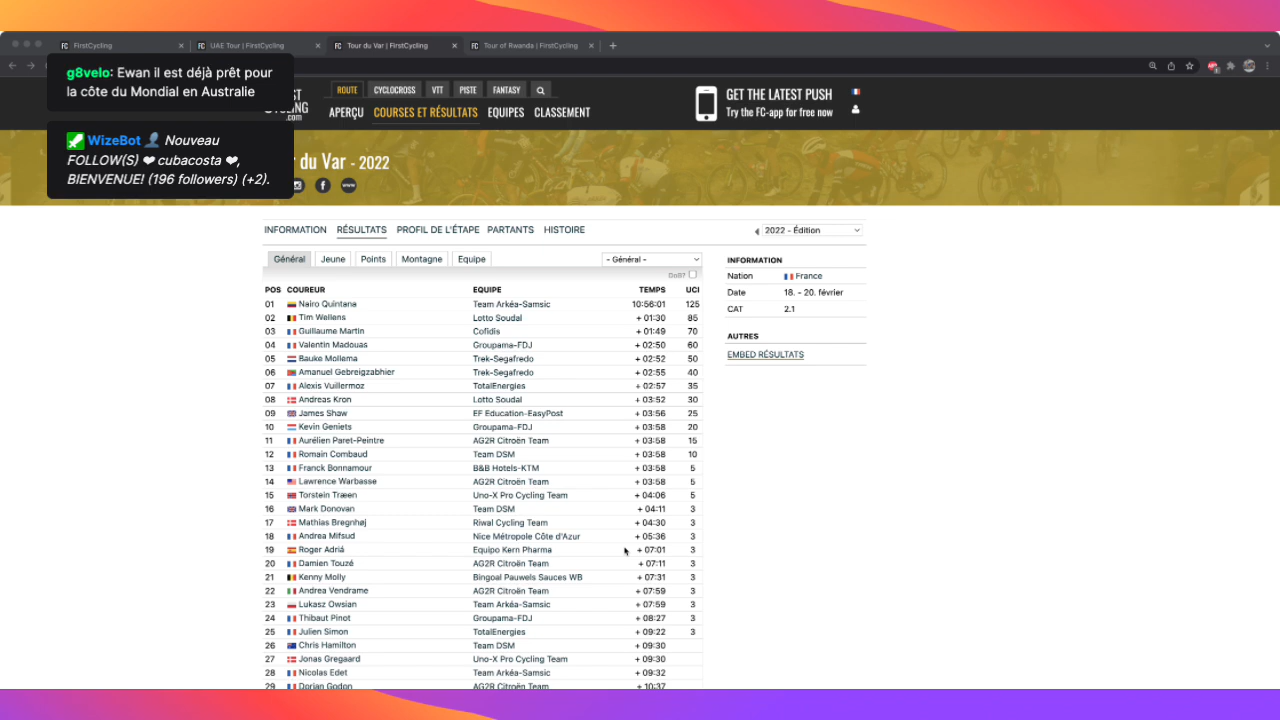 FC FirstCycling
FC UAE Tour | FirstCycling
FC Tour du Var | FirstCycling
FC Tour of Rwanda | FirstCycling
g8velo: Ewan il est déjà prêt pour
la côte du Mondial en Australie
WizeBot Nouveau
FOLLOW(S) ❤ cubacosta ❤,
BIENVENUE! (196 followers) (+2).
ST
CYCLING
.com
ROUTE CYCLOCROSS VTT PISTE FANTASY
APERÇU COURSES ET RÉSULTATS EQUIPES CLASSEMENT
GET THE LATEST PUSH
Try the FC-app for free now
du Var - 2022
www
INFORMATION RÉSULTATS PROFIL DE L'ÉTAPE PARTANTS HISTOIRE
2022 - Édition
Général Jeune Points Montagne Equipe
- Général -
POS COUREUR EQUIPE TEMPS UCI
01 Nairo Quintana Team Arkéa-Samsic 10:56:01 125
02 Tim Wellens Lotto Soudal + 01:30 85
03 Guillaume Martin Cofidis + 01:49 70
04 Valentin Madouas Groupama-FDJ + 02:50 60
05 Bauke Mollema Trek-Segafredo + 02:52 50
06 Amanuel Gebreigzabhier Trek-Segafredo + 02:55 40
07 Alexis Vuillermoz TotalEnergies + 02:57 35
08 Andreas Kron Lotto Soudal + 03:52 30
09 James Shaw EF Education-EasyPost + 03:56 25
10 Kevin Geniets Groupama-FDJ + 03:58 20
11 Aurélien Paret-Peintre AG2R Citroën Team + 03:58 15
12 Romain Combaud Team DSM + 03:58 10
13 Franck Bonnamour B&B Hotels-KTM + 03:58 5
14 Lawrence Warbasse AG2R Citroën Team + 03:58 5
15 Torstein Træen Uno-X Pro Cycling Team + 04:06 5
16 Mark Donovan Team DSM + 04:11 3
17 Mathias Bregnhøj Riwal Cycling Team + 04:30 3
18 Andrea Mifsud Nice Métropole Côte d'Azur + 05:36 3
19 Roger Adriá Equipo Kern Pharma + 07:01 3
20 Damien Touzé AG2R Citroën Team + 07:11 3
21 Kenny Molly Bingoal Pauwels Sauces WB + 07:31 3
22 Andrea Vendrame AG2R Citroën Team + 07:59 3
23 Lukasz Owsian Team Arkéa-Samsic + 07:59 3
24 Thibaut Pinot Groupama-FDJ + 08:27 3
25 Julien Simon TotalEnergies + 09:22 3
26 Chris Hamilton Team DSM + 09:30
27 Jonas Gregaard Uno-X Pro Cycling Team + 09:30
28 Nicolas Edet Team Arkéa-Samsic + 09:32
29 Dorian Godon AG2R Citroën Team + 10:37
INFORMATION
Nation France
Date 18. - 20. février
CAT 2.1
AUTRES
EMBED RÉSULTATS